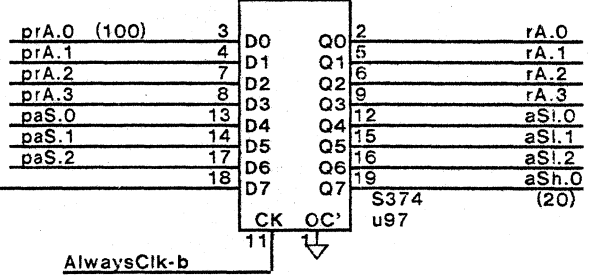 prA.0 (100) 3 D0 Q0 2 rA.0
prA.1 4 D1 Q1 5 rA.1
prA.2 7 D2 Q2 6 rA.2
prA.3 8 D3 Q3 9 rA.3
paS.0 13 D4 Q4 12 aSl.0
paS.1 14 D5 Q5 15 aSl.1
paS.2 17 D6 Q6 16 aSl.2
18 D7 Q7 19 aSh.0
S374 (20)
CK OC' u97
11 1
AlwaysClk-b